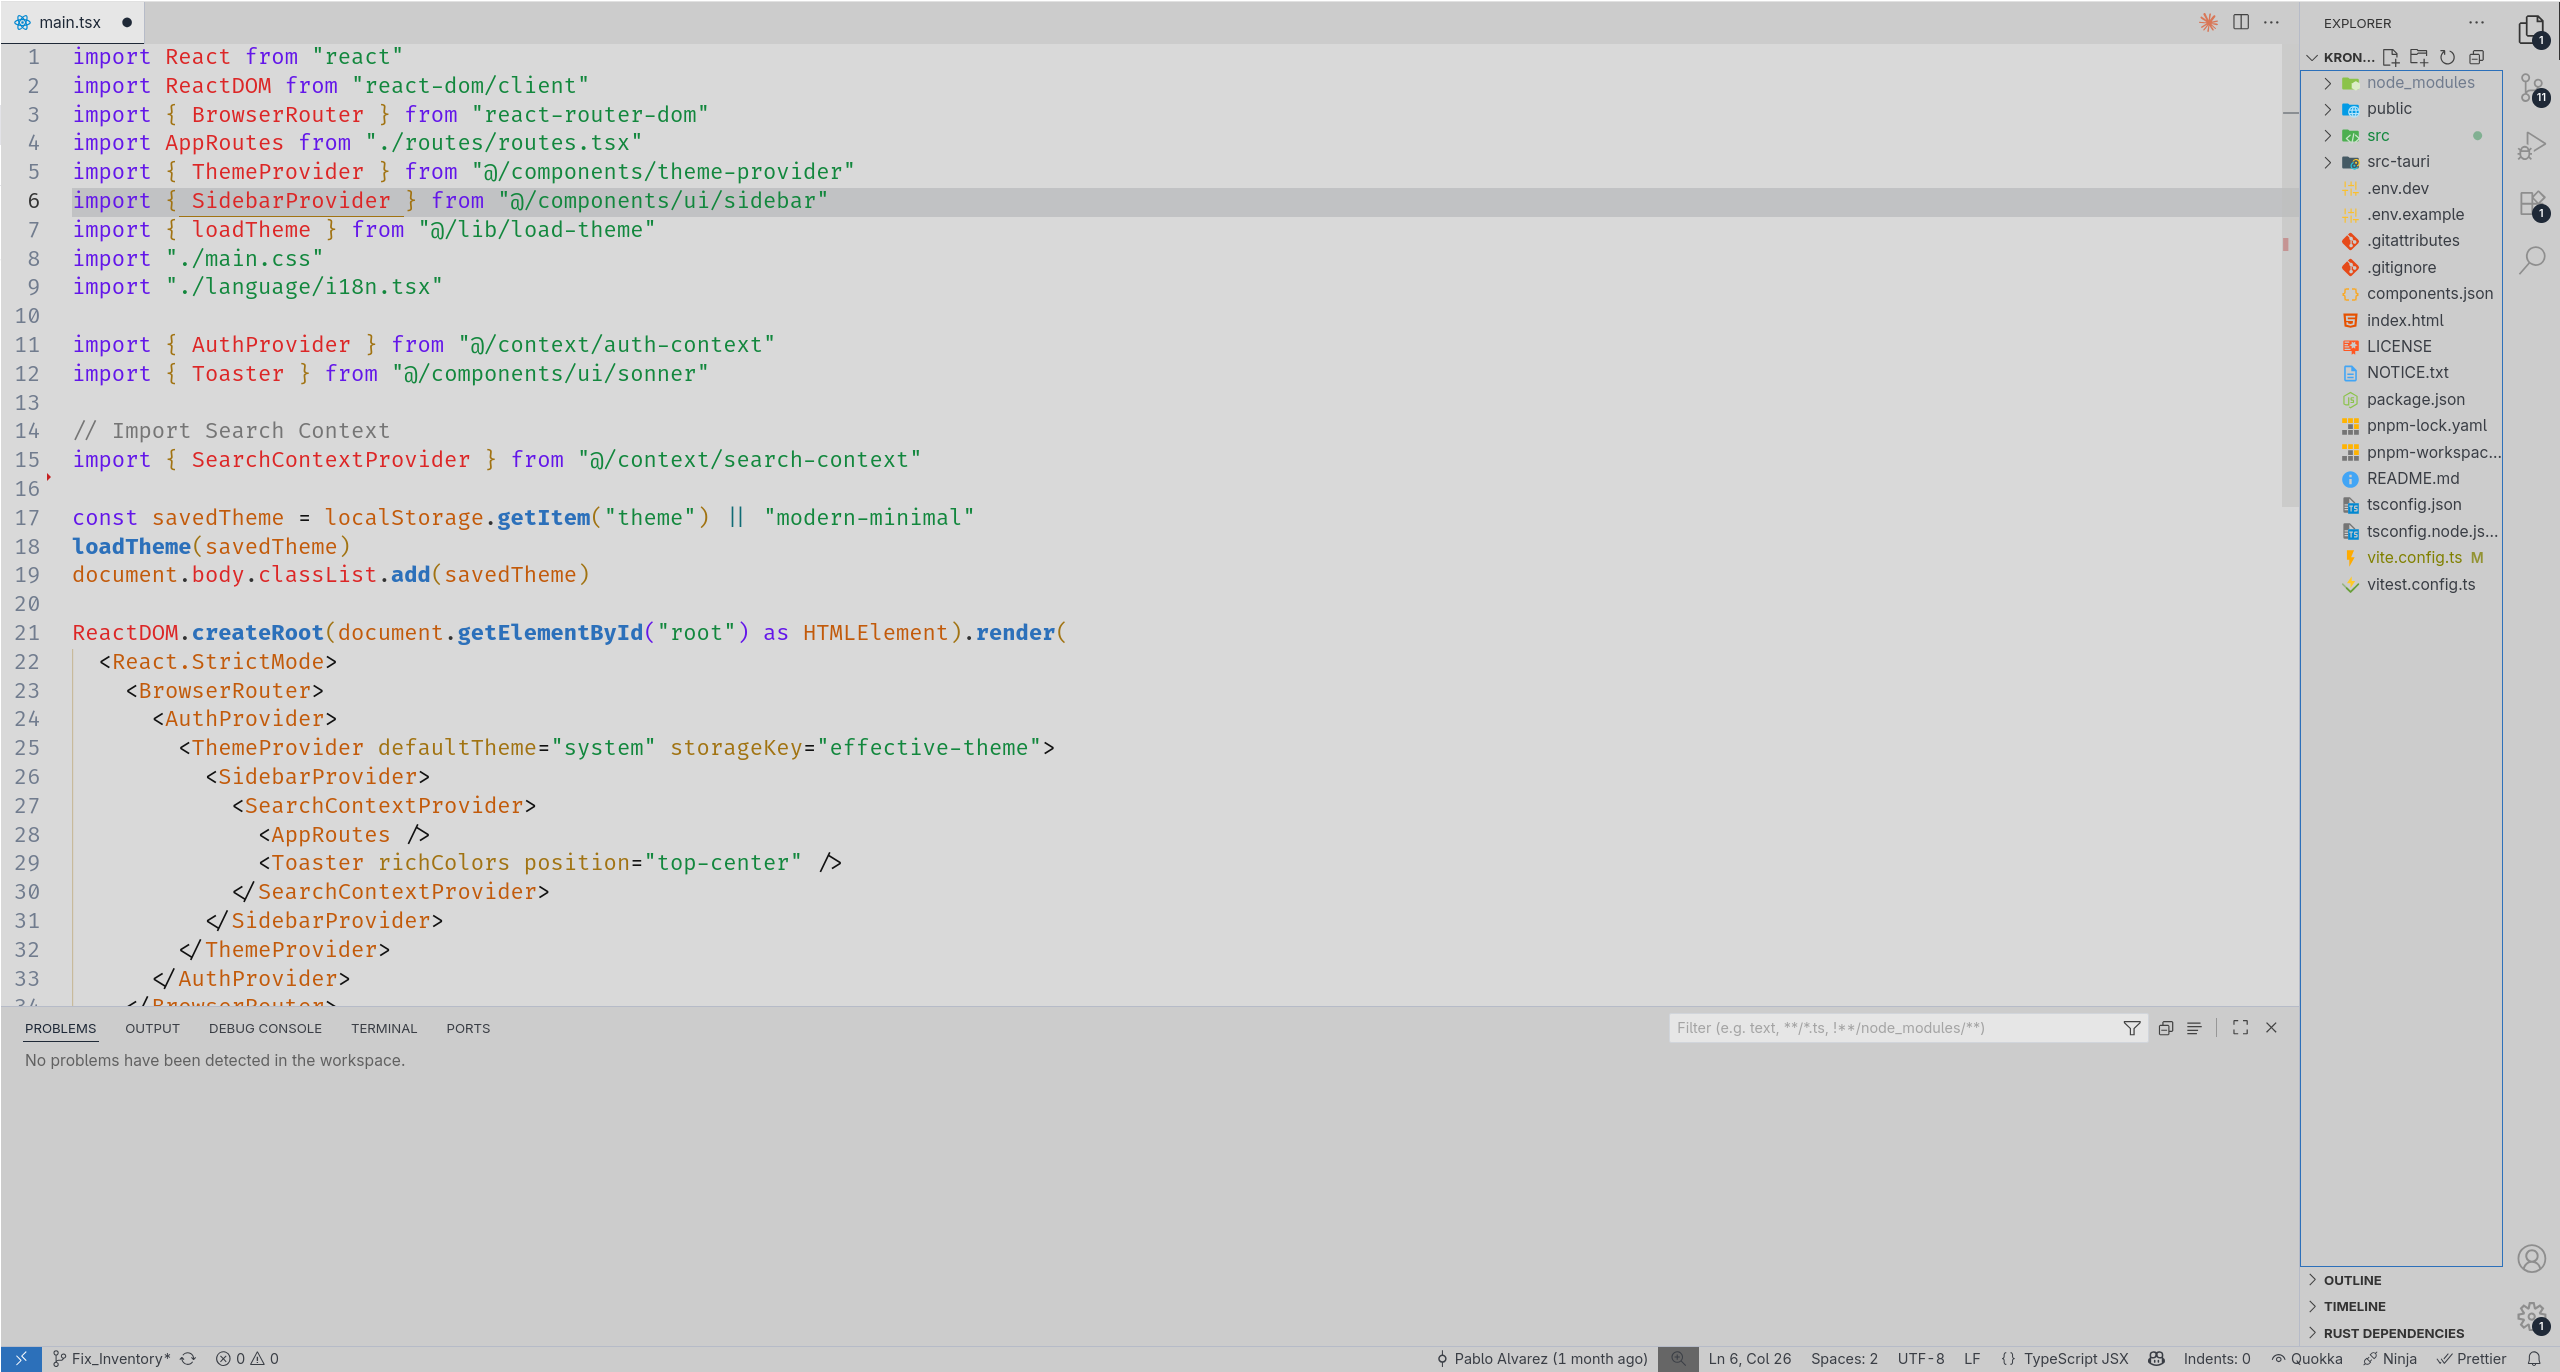 main.tsx
1 import React from "react"
2 import ReactDOM from "react-dom/client"
3 import { BrowserRouter } from "react-router-dom"
4 import AppRoutes from "./routes/routes.tsx"
5 import { ThemeProvider } from "@/components/theme-provider"
6 import { SidebarProvider } from "@/components/ui/sidebar"
7 import { loadTheme } from "@/lib/load-theme"
8 import "./main.css"
9 import "./language/i18n.tsx"
10
11 import { AuthProvider } from "@/context/auth-context"
12 import { Toaster } from "@/components/ui/sonner"
13
14 // Import Search Context
15 import { SearchContextProvider } from "@/context/search-context"
16
17 const savedTheme = localStorage.getItem("theme") || "modern-minimal"
18 loadTheme(savedTheme)
19 document.body.classList.add(savedTheme)
20
21 ReactDOM.createRoot(document.getElementById("root") as HTMLElement).render(
22 <React.StrictMode>
23 <BrowserRouter>
24 <AuthProvider>
25 <ThemeProvider defaultTheme="system" storageKey="effective-theme">
26 <SidebarProvider>
27 <SearchContextProvider>
28 <AppRoutes />
29 <Toaster richColors position="top-center" />
30 </SearchContextProvider>
31 </SidebarProvider>
32 </ThemeProvider>
33 </AuthProvider>
34 </BrowserRouter>
PROBLEMS OUTPUT DEBUG CONSOLE TERMINAL PORTS
Filter (e.g. text, **/*.ts, !**/node_modules/**)
No problems have been detected in the workspace.
EXPLORER
KRON...
node_modules
public
src
src-tauri
.env.dev
.env.example
.gitattributes
.gitignore
components.json
index.html
LICENSE
NOTICE.txt
package.json
pnpm-lock.yaml
pnpm-workspac...
README.md
tsconfig.json
tsconfig.node.js...
vite.config.ts M
vitest.config.ts
OUTLINE
TIMELINE
RUST DEPENDENCIES
1
11
1
1
Fix_Inventory* 0 0
Pablo Alvarez (1 month ago) Ln 6, Col 26 Spaces: 2 UTF-8 LF {} TypeScript JSX Indents: 0 Quokka Ninja Prettier